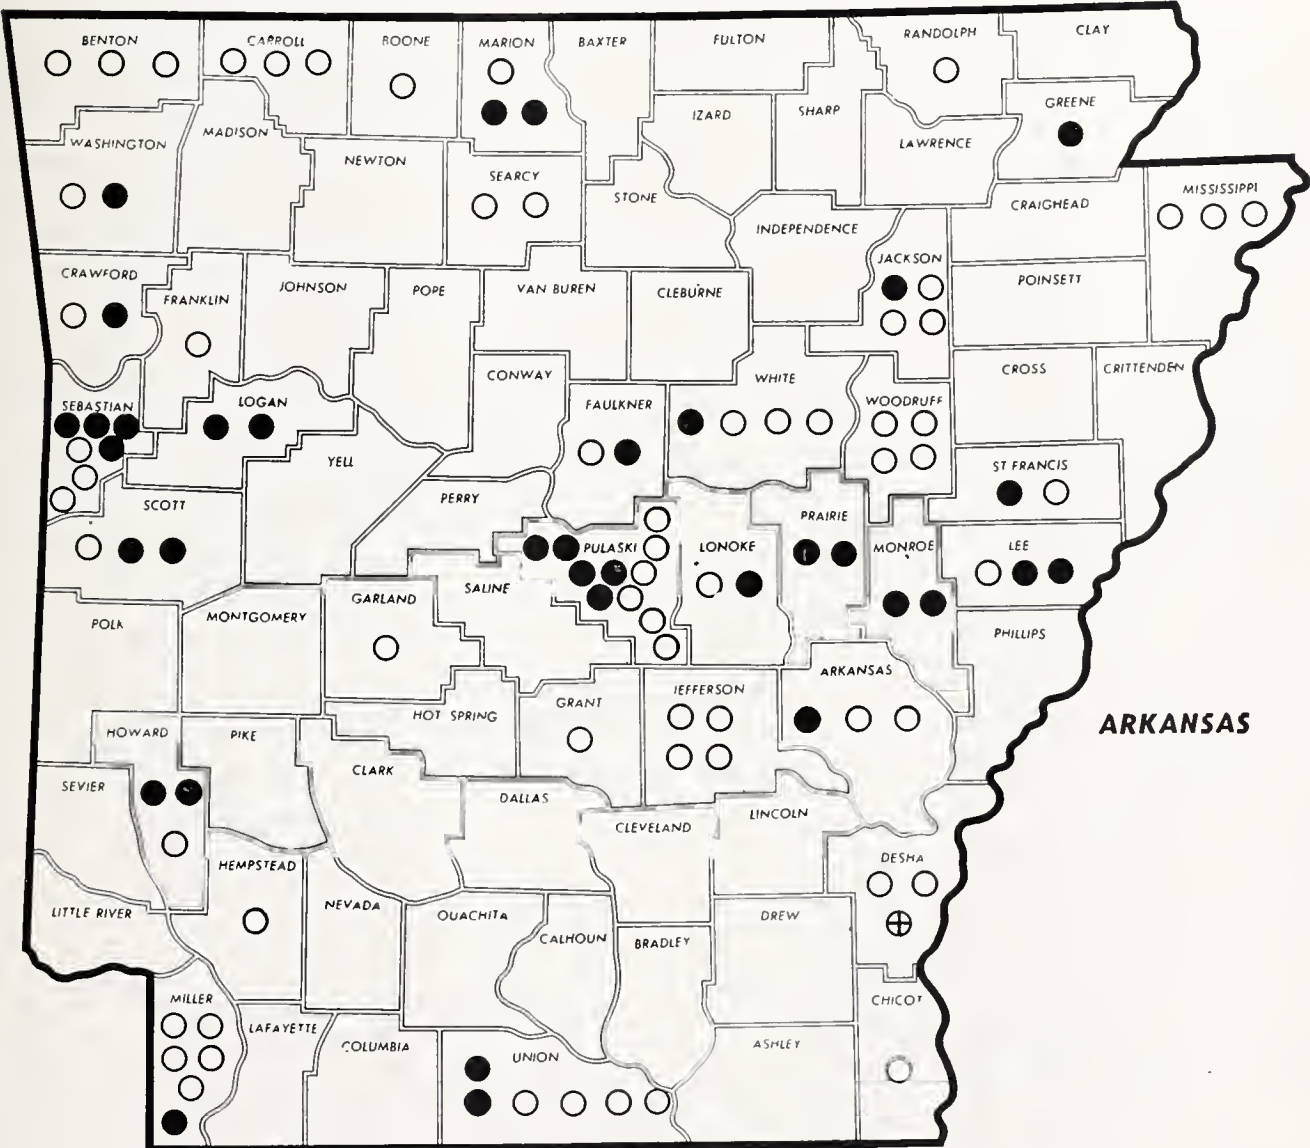 BENTON
CARROLL
BOONE
MARION
BAXTER
FULTON
RANDOLPH
CLAY
WASHINGTON
MADISON
NEWTON
SEARCY
STONE
IZARD
SHARP
LAWRENCE
GREENE
CRAIGHEAD
MISSISSIPPI
INDEPENDENCE
JACKSON
POINSETT
CRAWFORD
FRANKLIN
JOHNSON
POPE
VAN BUREN
CLEBURNE
CONWAY
WHITE
WOODRUFF
CROSS
CRITTENDEN
SEBASTIAN
LOGAN
FAULKNER
YELL
PERRY
ST FRANCIS
SCOTT
PULASKI
LONOKE
PRAIRIE
MONROE
LEE
POLK
MONTGOMERY
GARLAND
SALINE
PHILLIPS
HOT SPRING
GRANT
JEFFERSON
ARKANSAS
ARKANSAS
HOWARD
PIKE
CLARK
SEVIER
DALLAS
CLEVELAND
LINCOLN
DESHA
HEMPSTEAD
LITTLE RIVER
NEVADA
OUACHITA
CALHOUN
BRADLEY
DREW
CHICOT
MILLER
LAFAYETTE
COLUMBIA
UNION
ASHLEY